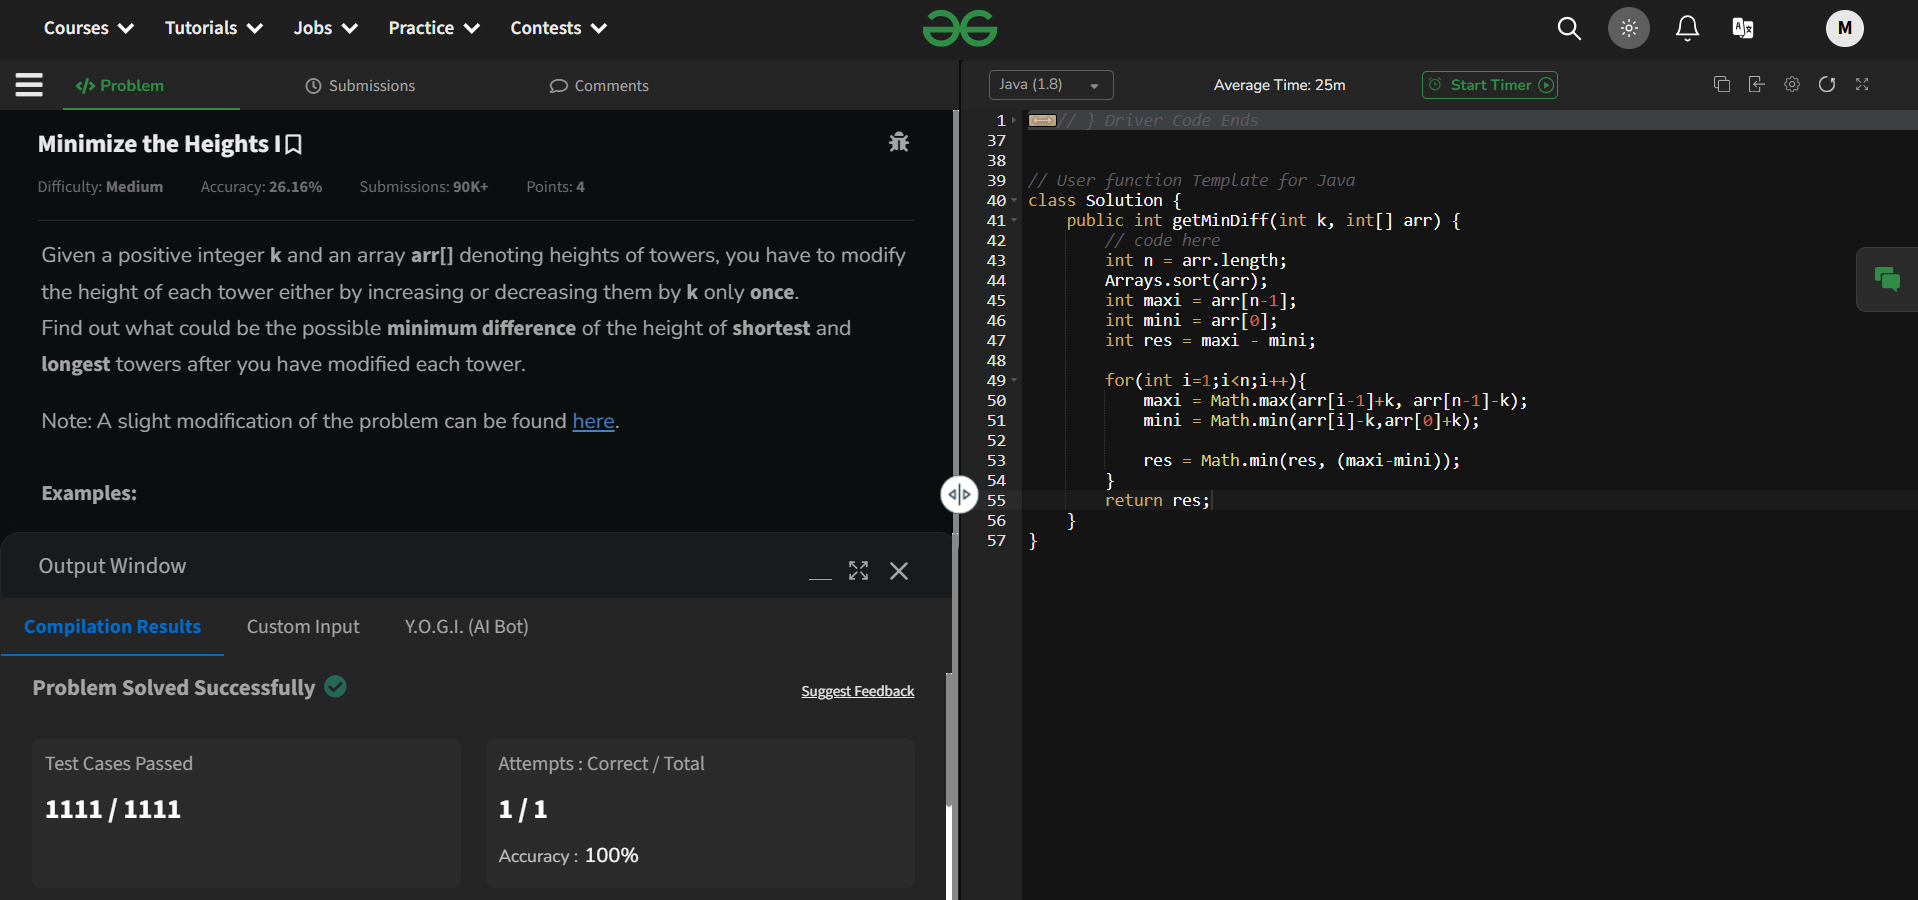 Courses Tutorials Jobs Practice Contests M
Problem Submissions Comments
Minimize the Heights I
Difficulty: Medium Accuracy: 26.16% Submissions: 90K+ Points: 4
Given a positive integer k and an array arr[] denoting heights of towers, you have to modify
the height of each tower either by increasing or decreasing them by k only once.
Find out what could be the possible minimum difference of the height of shortest and
longest towers after you have modified each tower.
Note: A slight modification of the problem can be found here.
Examples:
Output Window
Compilation Results Custom Input Y.O.G.I. (AI Bot)
Problem Solved Successfully
Suggest Feedback
Test Cases Passed
1111 / 1111
Attempts : Correct / Total
1 / 1
Accuracy : 100%
Java (1.8) Average Time: 25m Start Timer
1 // } Driver Code Ends
37
38
39 // User function Template for Java
40 class Solution {
41 public int getMinDiff(int k, int[] arr) {
42 // code here
43 int n = arr.length;
44 Arrays.sort(arr);
45 int maxi = arr[n-1];
46 int mini = arr[0];
47 int res = maxi - mini;
48
49 for(int i=1;i<n;i++){
50 maxi = Math.max(arr[i-1]+k, arr[n-1]-k);
51 mini = Math.min(arr[i]-k,arr[0]+k);
52
53 res = Math.min(res, (maxi-mini));
54 }
55 return res;
56 }
57 }